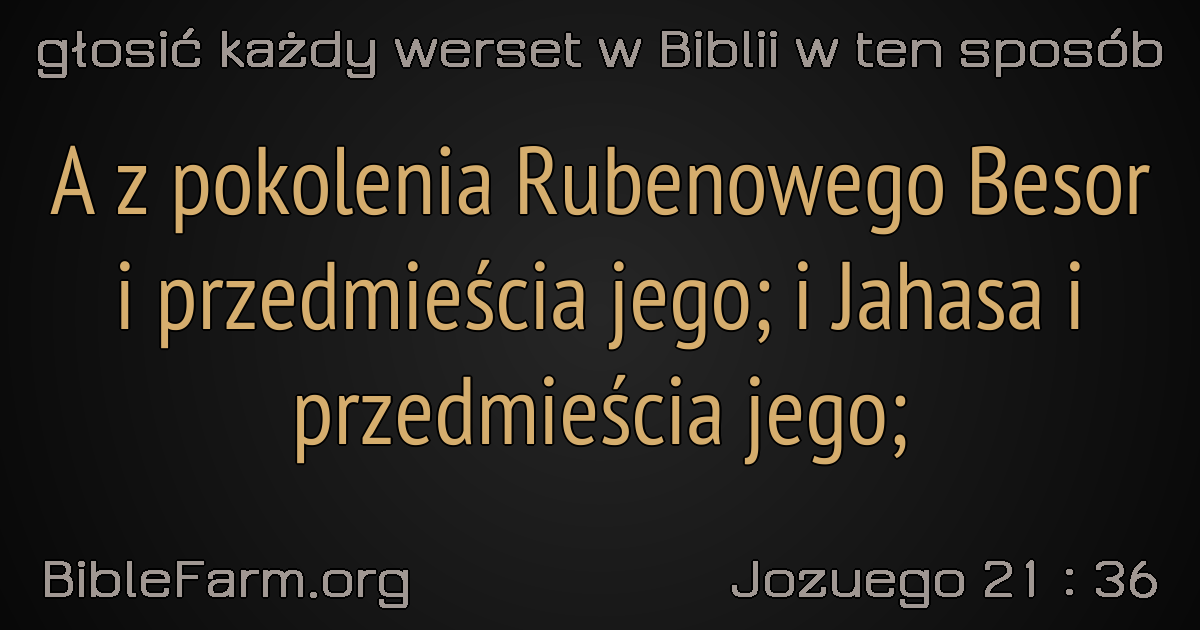 głosić każdy werset w Biblii w ten sposób
A z pokolenia Rubenowego Besor
i przedmieścia jego; i Jahasa i
przedmieścia jego;
BibleFarm.org
Jozuego 21 : 36